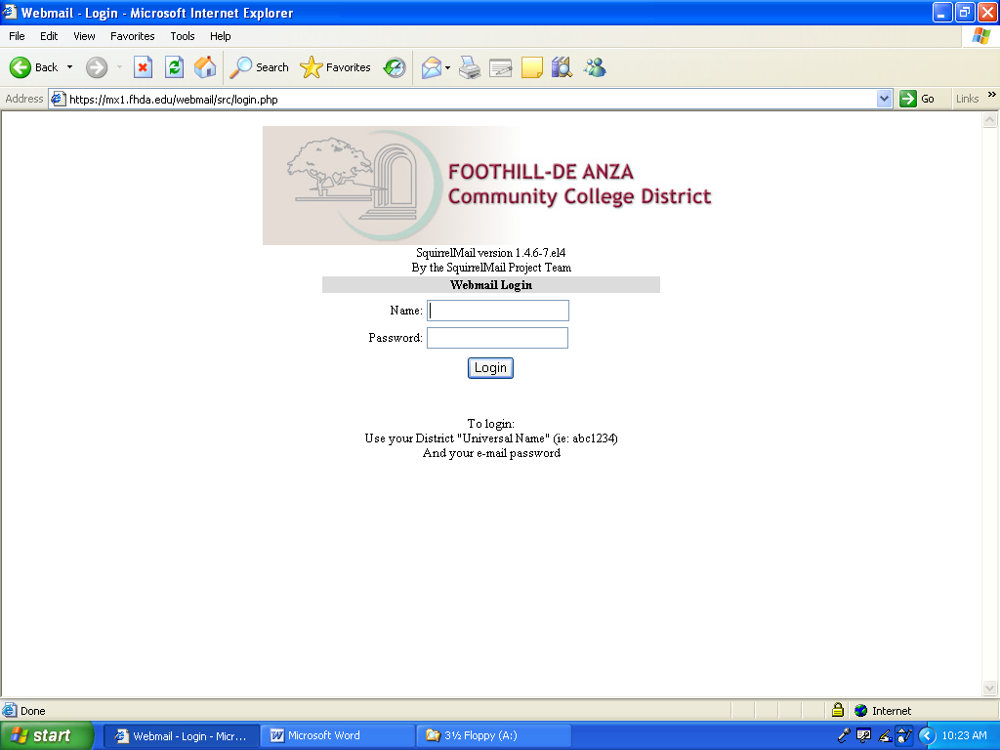 Webmail - Login - Microsoft Internet Explorer
File Edit View Favorites Tools Help
Back Search Favorites
Address https://mx1.fhda.edu/webmail/src/login.php Go Links »
FOOTHILL-DE ANZA
Community College District
SquirrelMail version 1.4.6-7.el4
By the SquirrelMail Project Team
Webmail Login
Name:
Password:
Login
To login:
Use your District "Universal Name" (ie: abc1234)
And your e-mail password
Done Internet
start Webmail - Login - Micr... Microsoft Word 3½ Floppy (A:) 10:23 AM